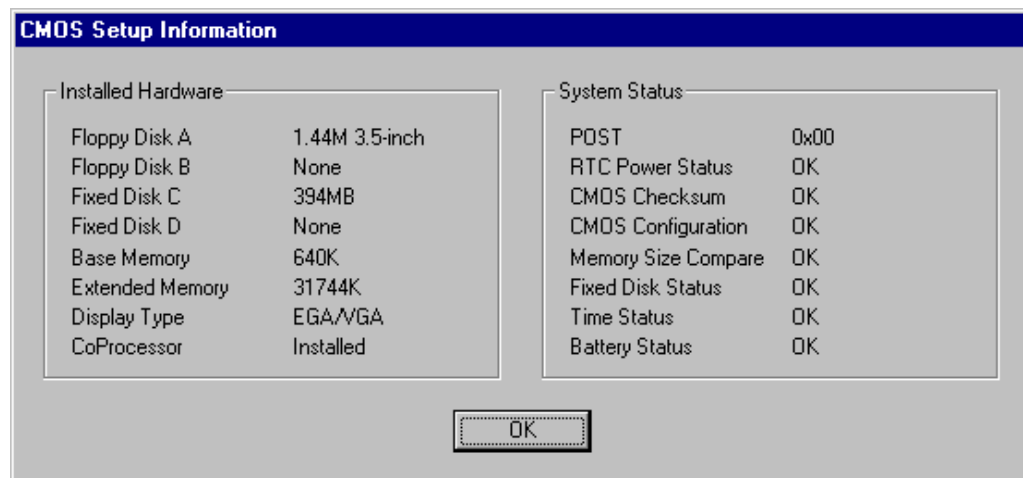 CMOS Setup Information
Installed Hardware
Floppy Disk A 1.44M 3.5-inch
Floppy Disk B None
Fixed Disk C 394MB
Fixed Disk D None
Base Memory 640K
Extended Memory 31744K
Display Type EGA/VGA
CoProcessor Installed
System Status
POST 0x00
RTC Power Status OK
CMOS Checksum OK
CMOS Configuration OK
Memory Size Compare OK
Fixed Disk Status OK
Time Status OK
Battery Status OK
OK